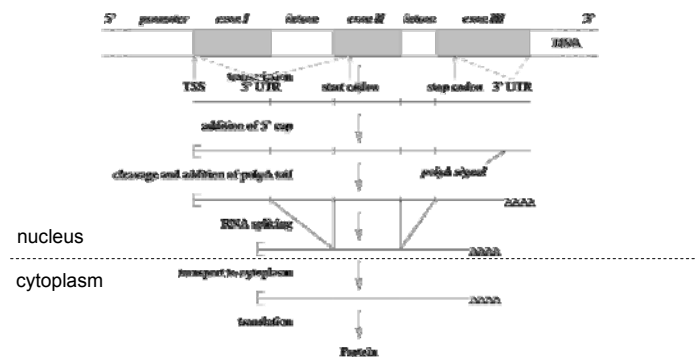 5' promoter exon I intron exon II intron exon III 3'
DNA
transcription
TSS 5' UTR start codon stop codon 3' UTR
addition of 5' cap
polyA signal
cleavage and addition of polyA tail
AAAA
RNA splicing
nucleus
AAAA
cytoplasm
transport to cytoplasm
AAAA
translation
Protein